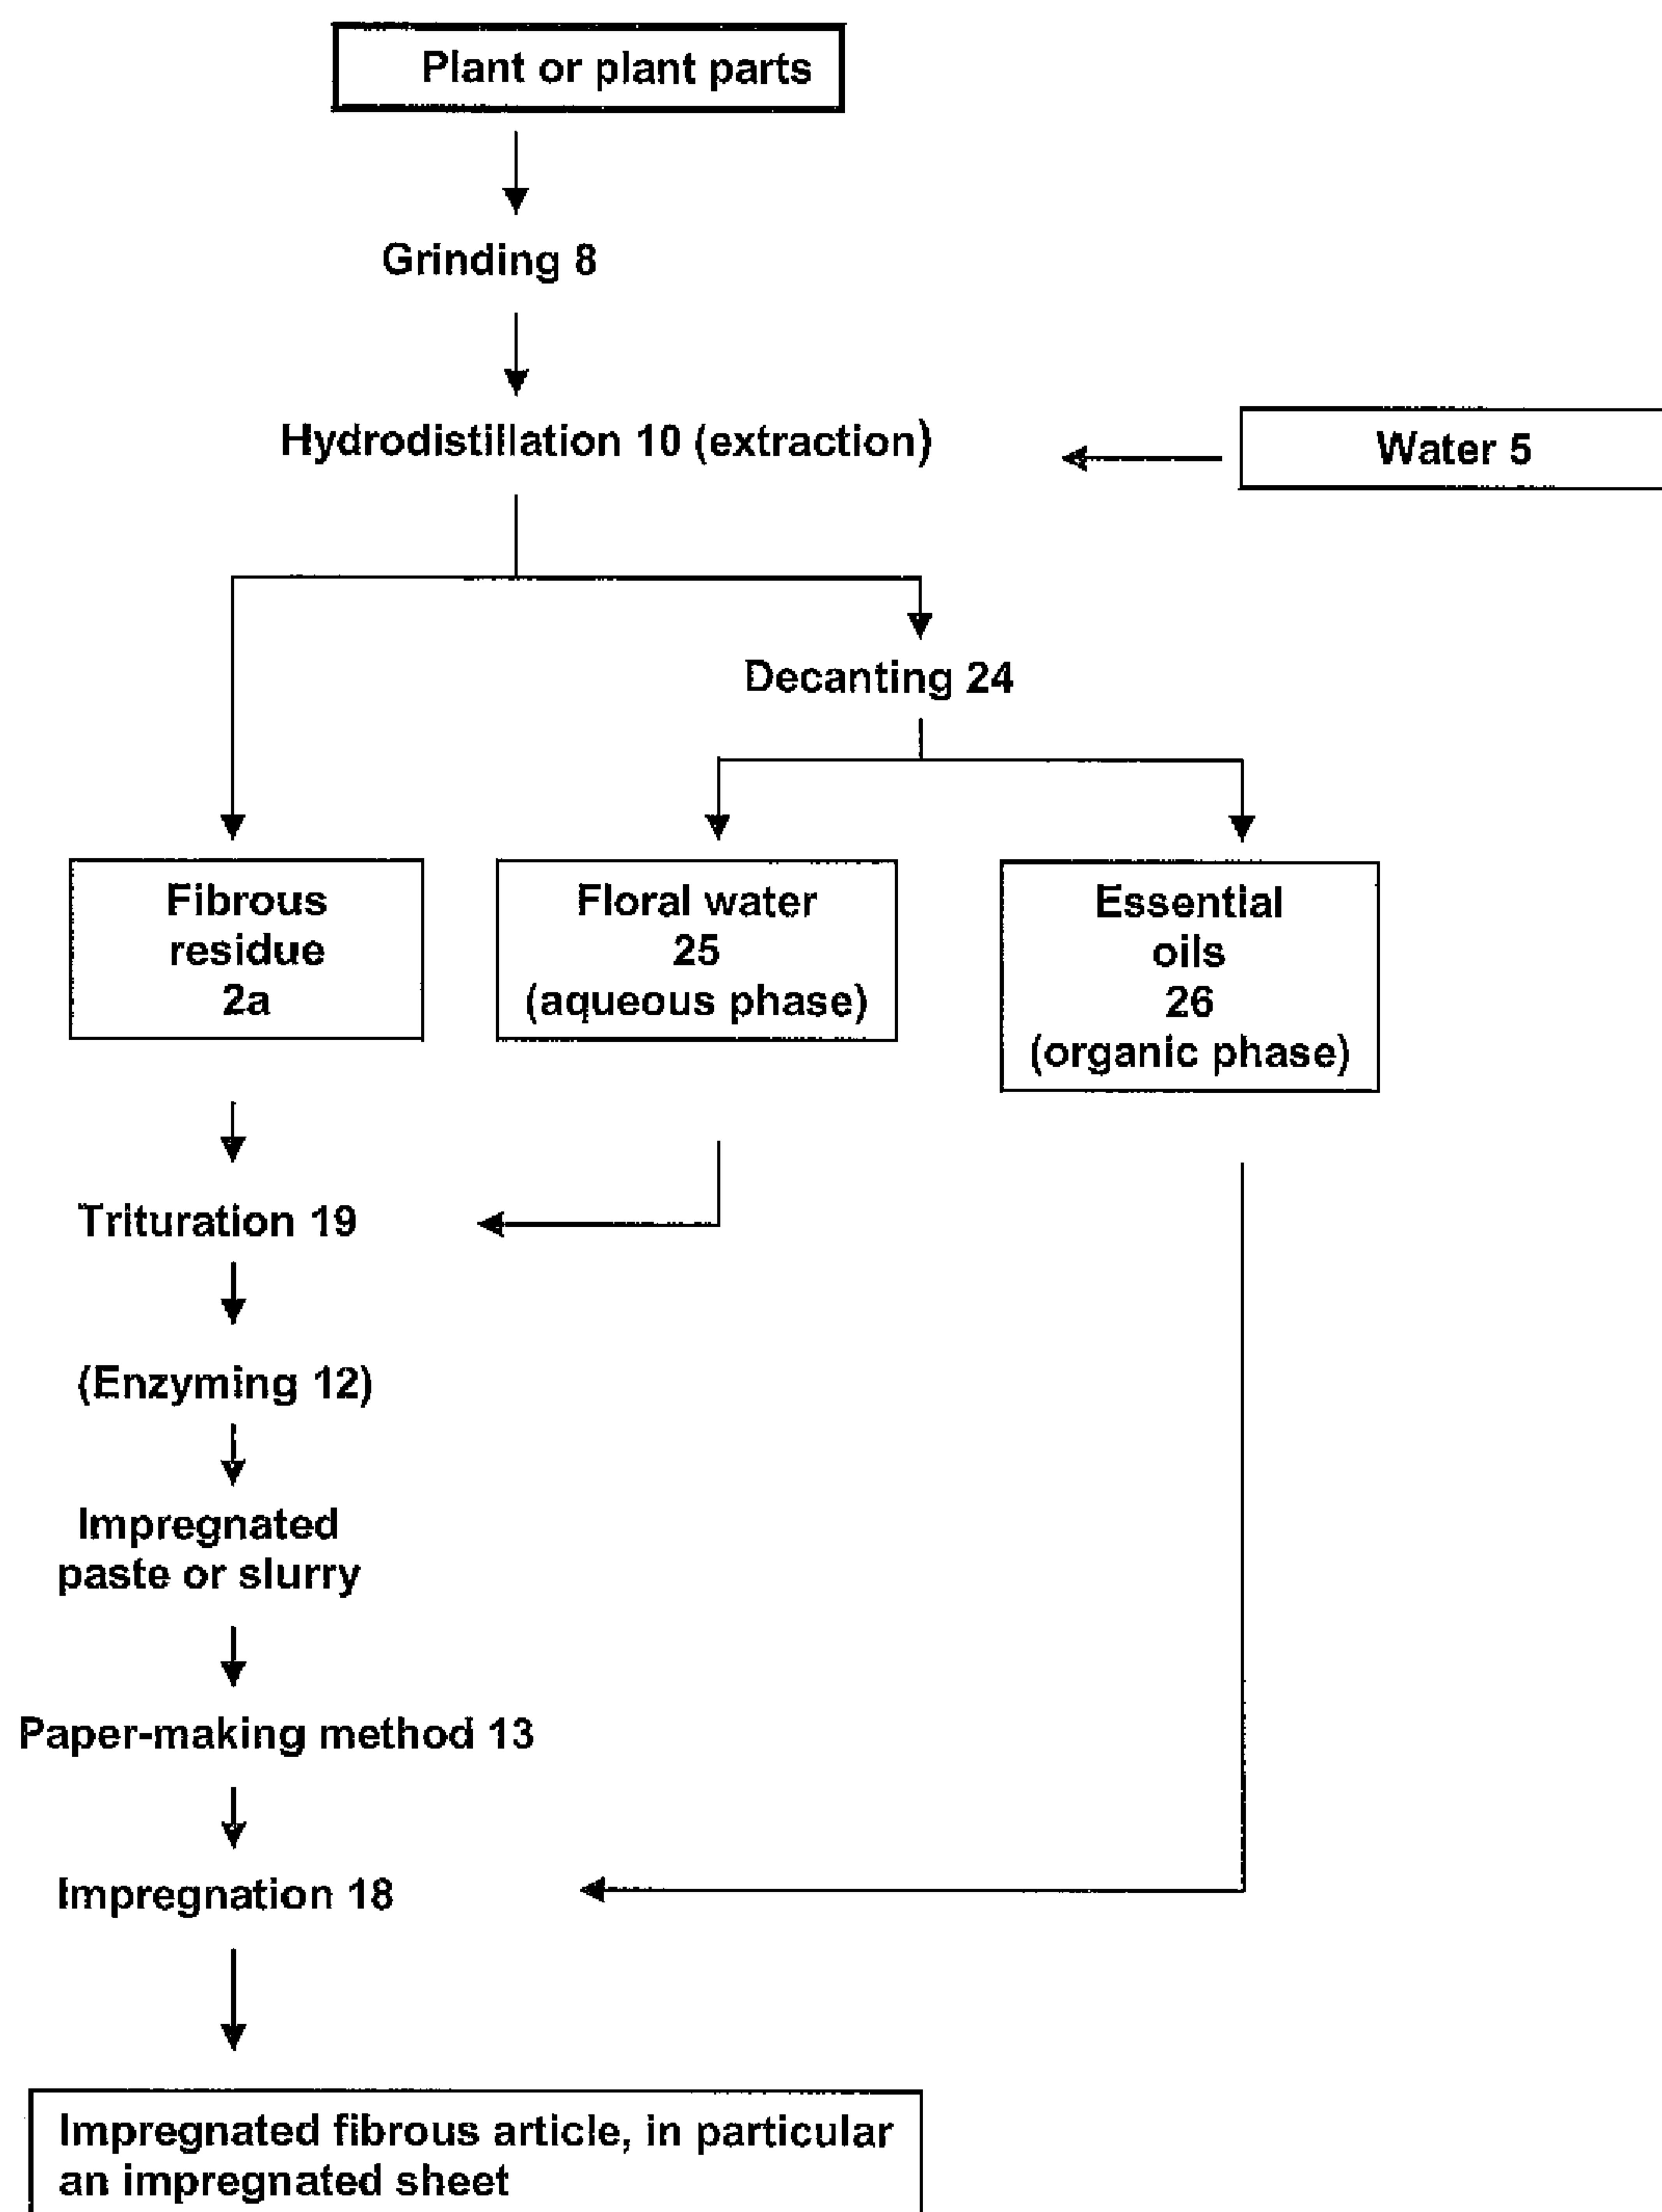 Plant or plant parts
Grinding 8
Hydrodistillation 10 (extraction)
Water 5
Decanting 24
Fibrous
residue
2a
Floral water
25
(aqueous phase)
Essential
oils
26
(organic phase)
Trituration 19
(Enzyming 12)
Impregnated
paste or slurry
Paper-making method 13
Impregnation 18
Impregnated fibrous article, in particular
an impregnated sheet